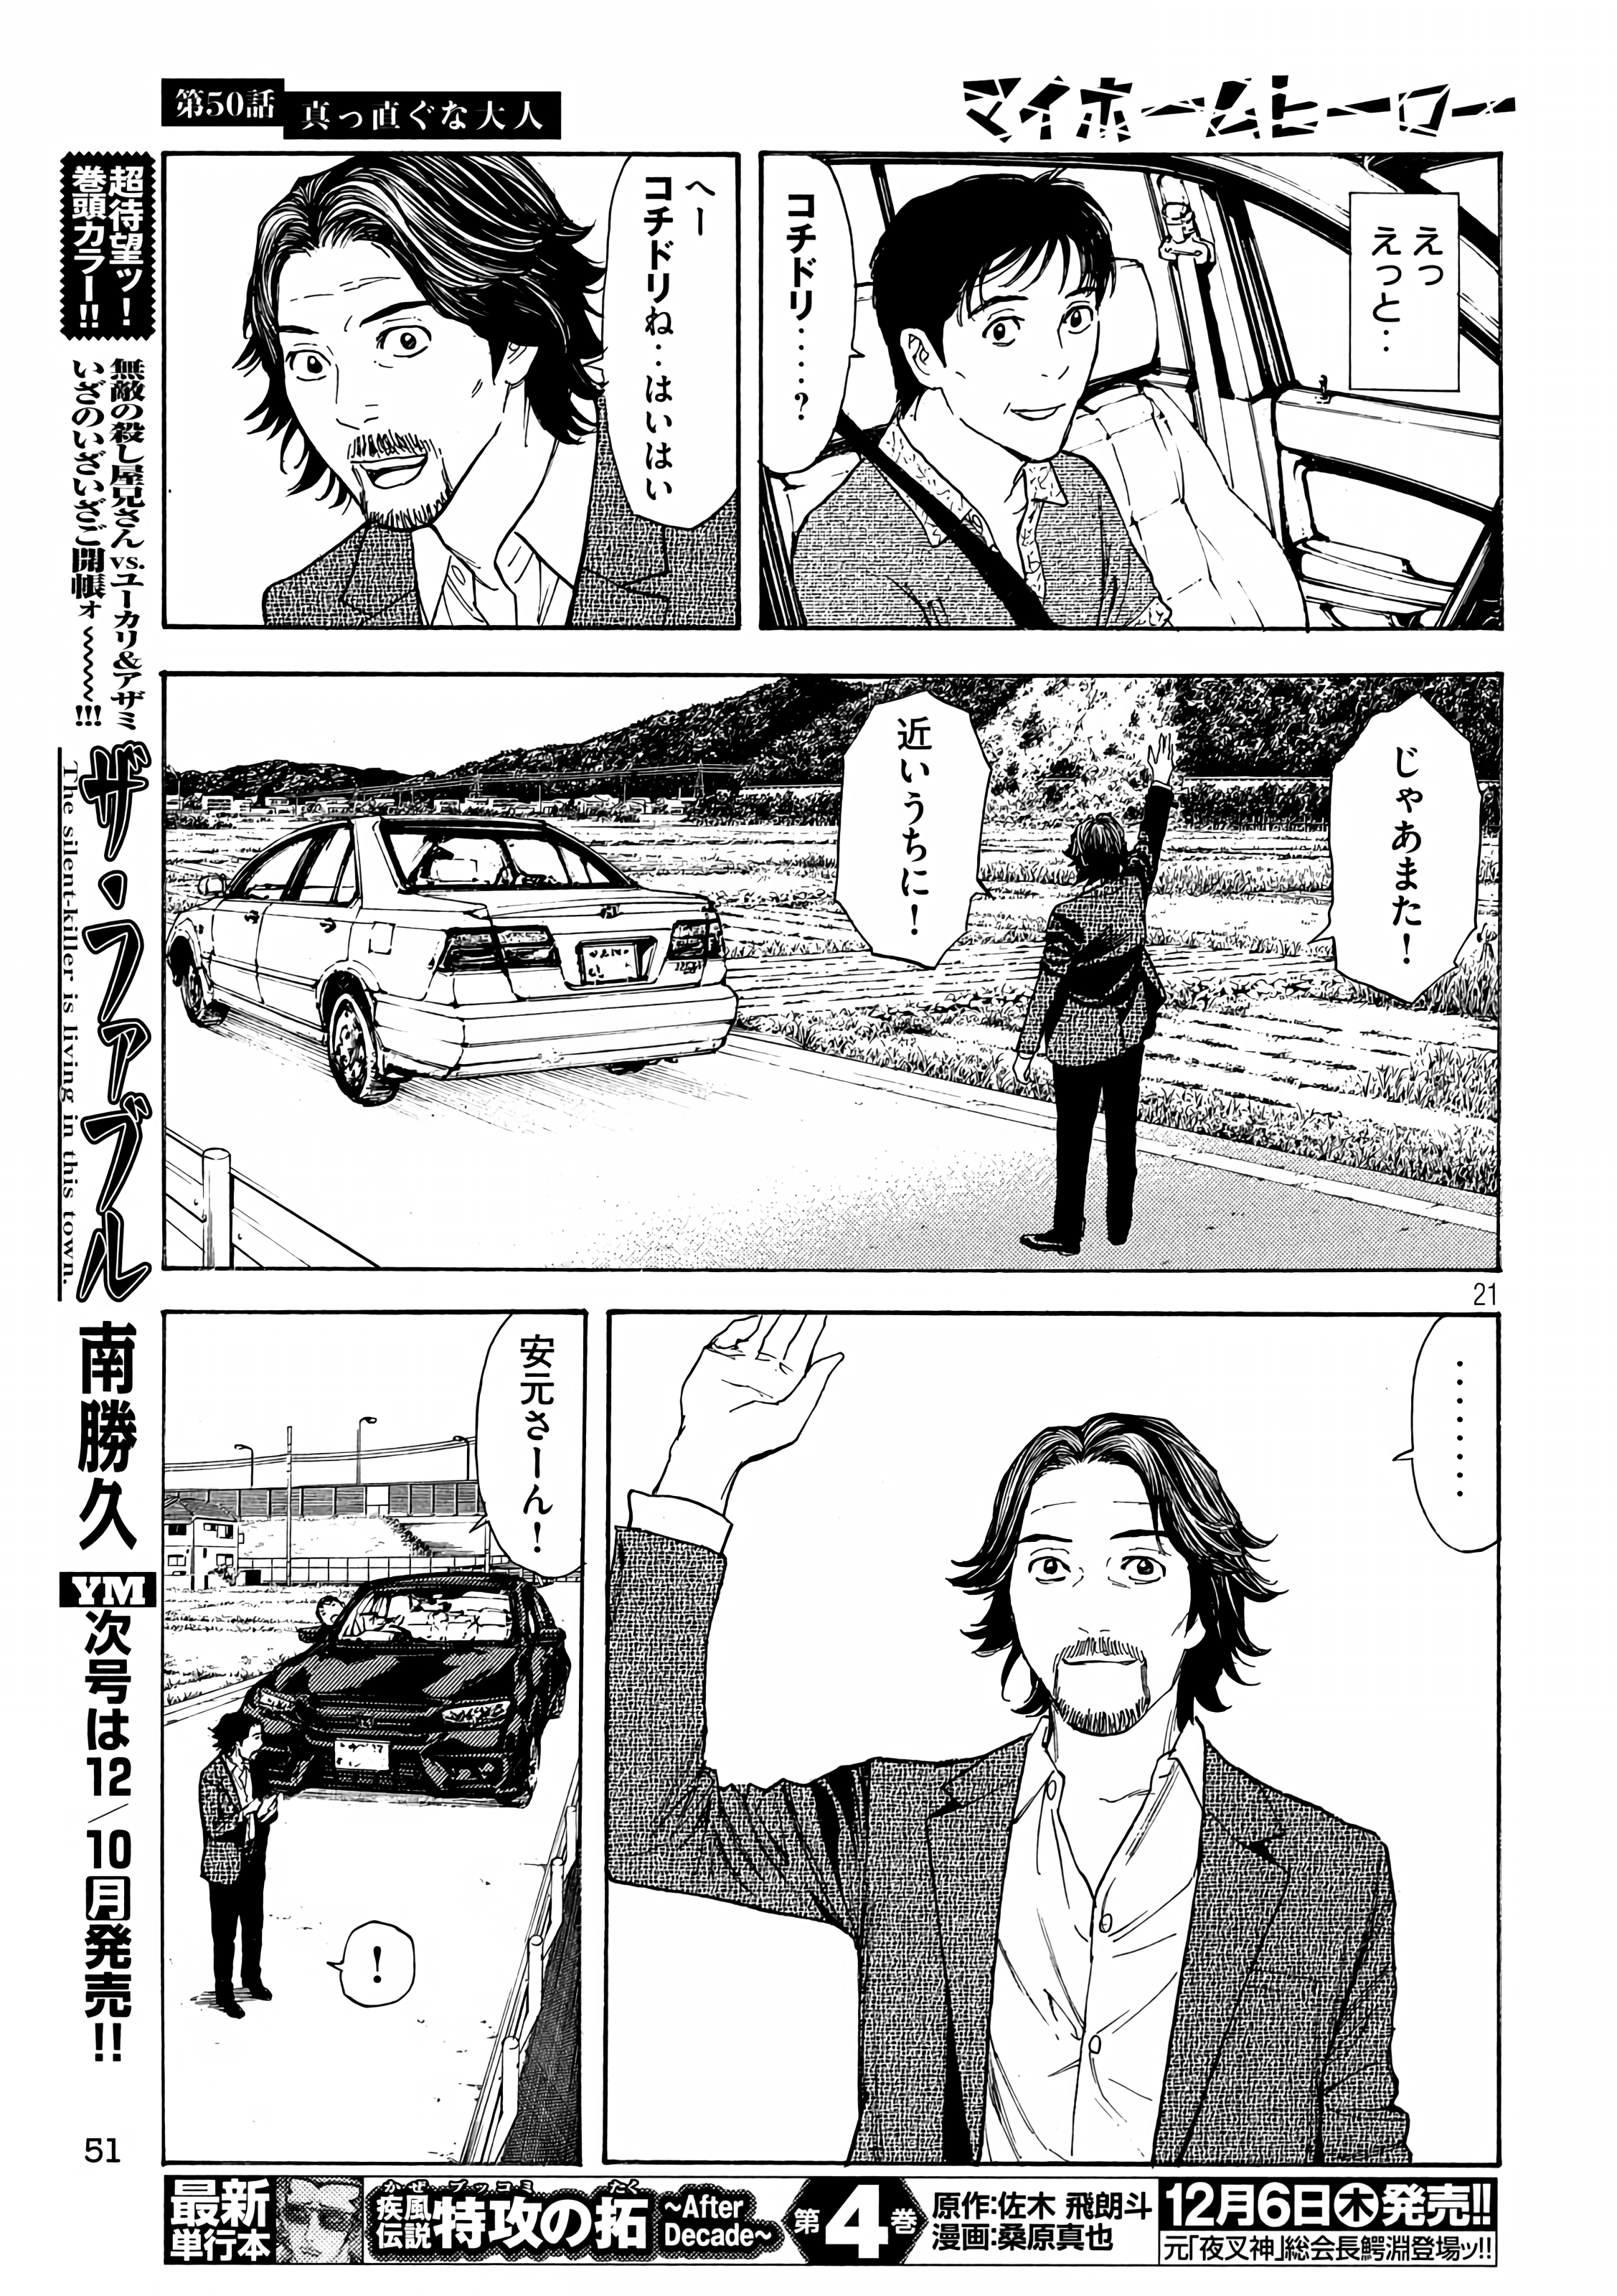 第50話
真っ直ぐな大人
マイホームヒーロー
えっ
えっと‥
コチドリ‥‥‥?
へー
コチドリね‥はいはい
じゃあまた!
近いうちに!
21
‥‥‥‥
安元さーん!
!
超待望ッ!
巻頭カラー!!
無敵の殺し屋兄さんvs.ユーカリ&アザミ
いざのいざいざご開帳ォ〜〜〜〜!!!
ザ・ファブル
The silent-killer is living in this town.
南勝久
YM次号は12/10月発売!!
51
最新
単行本
疾風
かぜ
伝説
特攻の拓
ブッコミ
たく
~After
Decade~
第4巻
原作:佐木 飛朗斗
漫画:桑原真也
12月6日木発売!!
元「夜叉神」総会長鰐淵登場ッ!!